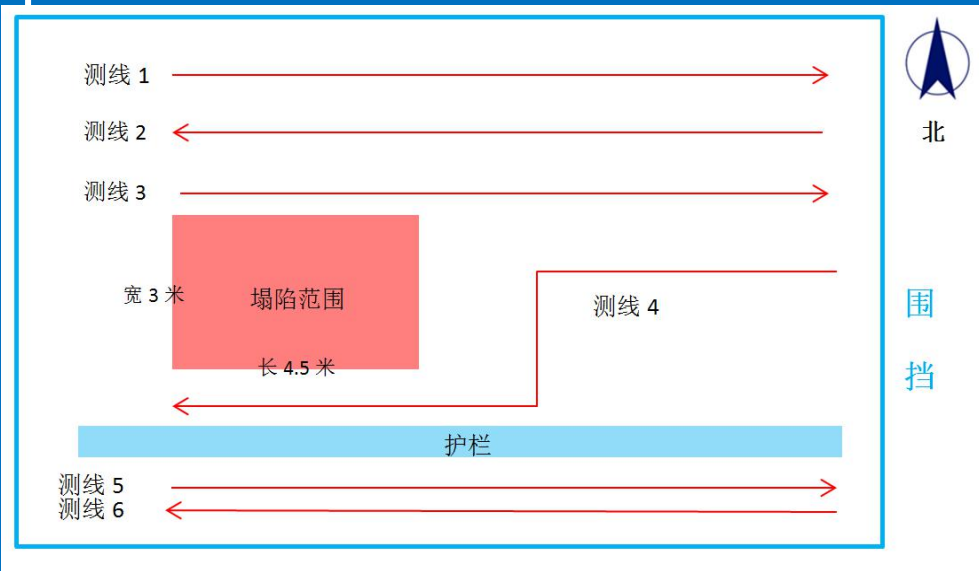 测线 1
测线 2
北
测线 3
宽 3 米
塌陷范围
测线 4
围
挡
长 4.5 米
护栏
测线 5
测线 6